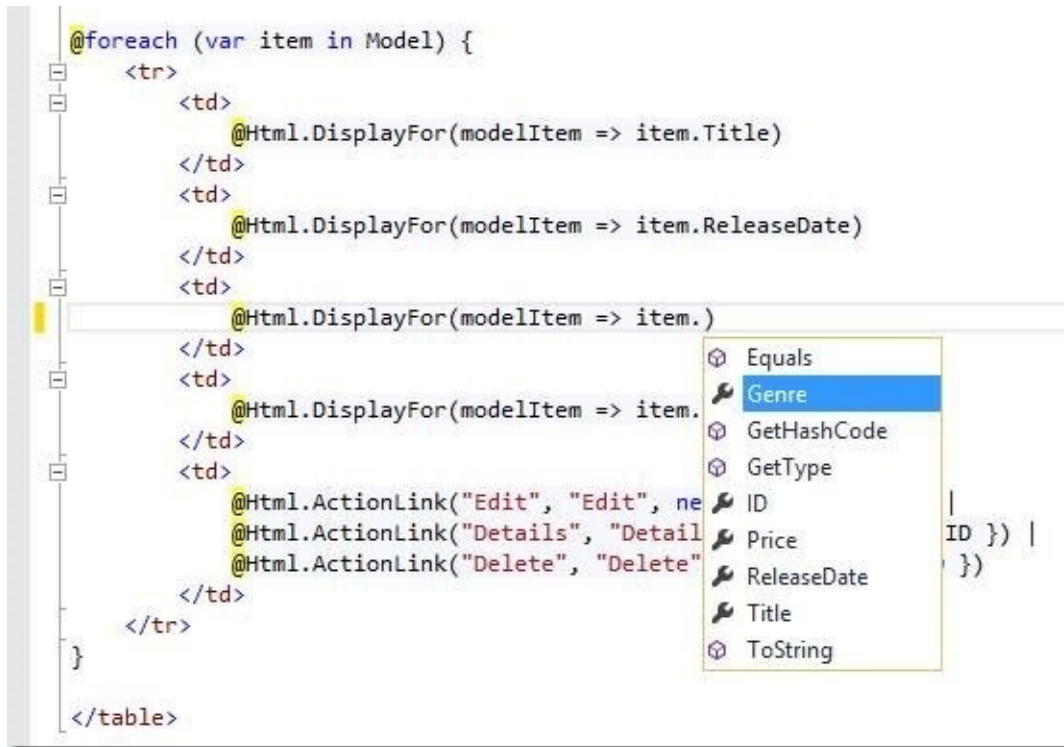 @foreach (var item in Model) {
<tr>
<td>
@Html.DisplayFor(modelItem => item.Title)
</td>
<td>
@Html.DisplayFor(modelItem => item.ReleaseDate)
</td>
<td>
@Html.DisplayFor(modelItem => item.)
</td>
<td>
@Html.DisplayFor(modelItem => item.
</td>
<td>
@Html.ActionLink("Edit", "Edit", ne |
@Html.ActionLink("Details", "Detail ID }) |
@Html.ActionLink("Delete", "Delete" })
</td>
</tr>
}
</table>
Equals
Genre
GetHashCode
GetType
ID
Price
ReleaseDate
Title
ToString